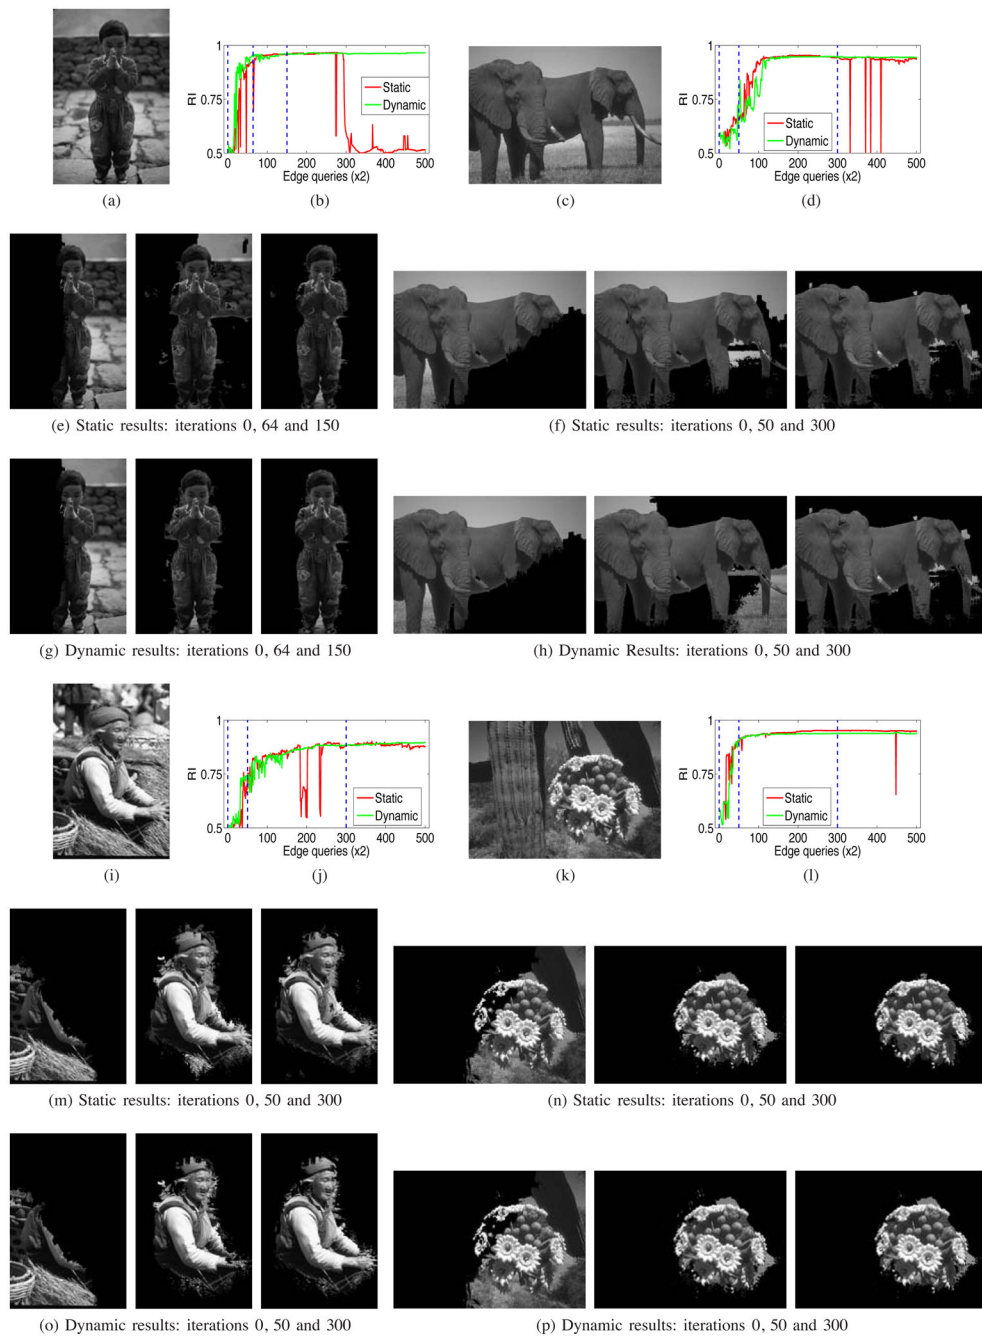 1
0.75
0.5
RI
Static
Dynamic
0 100 200 300 400 500
Edge queries (x2)
1
0.75
0.5
RI
Static
Dynamic
0 100 200 300 400 500
Edge queries (x2)
(a)
(b)
(c)
(d)
(e) Static results: iterations 0, 64 and 150
(f) Static results: iterations 0, 50 and 300
(g) Dynamic results: iterations 0, 64 and 150
(h) Dynamic Results: iterations 0, 50 and 300
1
0.75
0.5
RI
Static
Dynamic
0 100 200 300 400 500
Edge queries (x2)
1
0.75
0.5
RI
Static
Dynamic
0 100 200 300 400 500
Edge queries (x2)
(i)
(j)
(k)
(l)
(m) Static results: iterations 0, 50 and 300
(n) Static results: iterations 0, 50 and 300
(o) Dynamic results: iterations 0, 50 and 300
(p) Dynamic results: iterations 0, 50 and 300